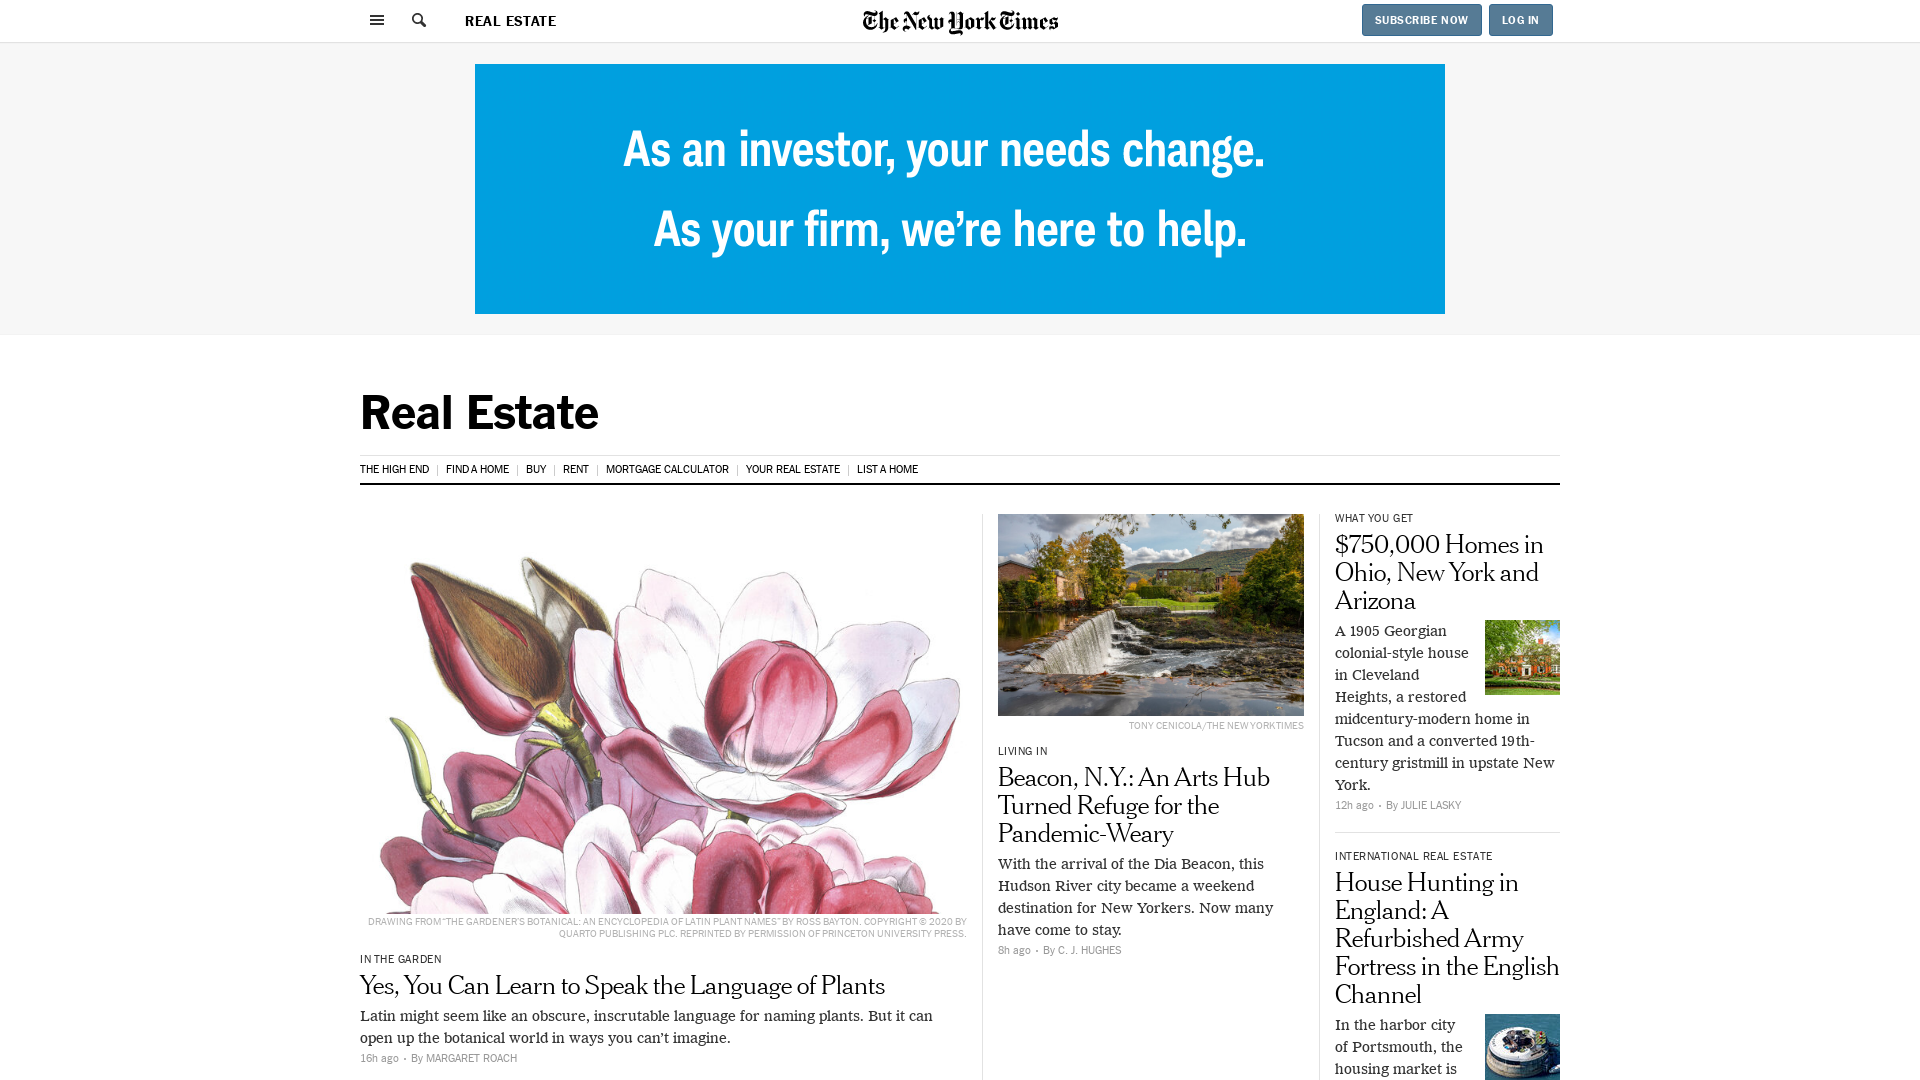 REAL ESTATE
The New York Times
SUBSCRIBE NOW
LOG IN
As an investor, your needs change.
As your firm, we’re here to help.
Real Estate
THE HIGH END
FIND A HOME
BUY
RENT
MORTGAGE CALCULATOR
YOUR REAL ESTATE
LIST A HOME
DRAWING FROM “THE GARDENER’S BOTANICAL: AN ENCYCLOPEDIA OF LATIN PLANT NAMES” BY ROSS BAYTON. COPYRIGHT © 2020 BY
QUARTO PUBLISHING PLC. REPRINTED BY PERMISSION OF PRINCETON UNIVERSITY PRESS.
IN THE GARDEN
Yes, You Can Learn to Speak the Language of Plants
Latin might seem like an obscure, inscrutable language for naming plants. But it can
open up the botanical world in ways you can’t imagine.
16h ago • By MARGARET ROACH
TONY CENICOLA/THE NEW YORK TIMES
LIVING IN
Beacon, N.Y.: An Arts Hub
Turned Refuge for the
Pandemic-Weary
With the arrival of the Dia Beacon, this
Hudson River city became a weekend
destination for New Yorkers. Now many
have come to stay.
8h ago • By C. J. HUGHES
WHAT YOU GET
$750,000 Homes in
Ohio, New York and
Arizona
A 1905 Georgian
colonial-style house
in Cleveland
Heights, a restored
midcentury-modern home in
Tucson and a converted 19th-
century gristmill in upstate New
York.
12h ago • By JULIE LASKY
INTERNATIONAL REAL ESTATE
House Hunting in
England: A
Refurbished Army
Fortress in the English
Channel
In the harbor city
of Portsmouth, the
housing market is